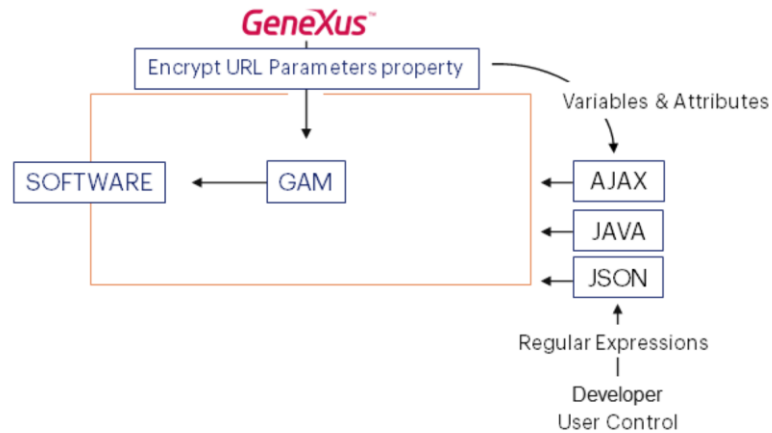 GeneXus™
Encrypt URL Parameters property
Variables & Attributes
SOFTWARE
GAM
AJAX
JAVA
JSON
Regular Expressions
Developer
User Control